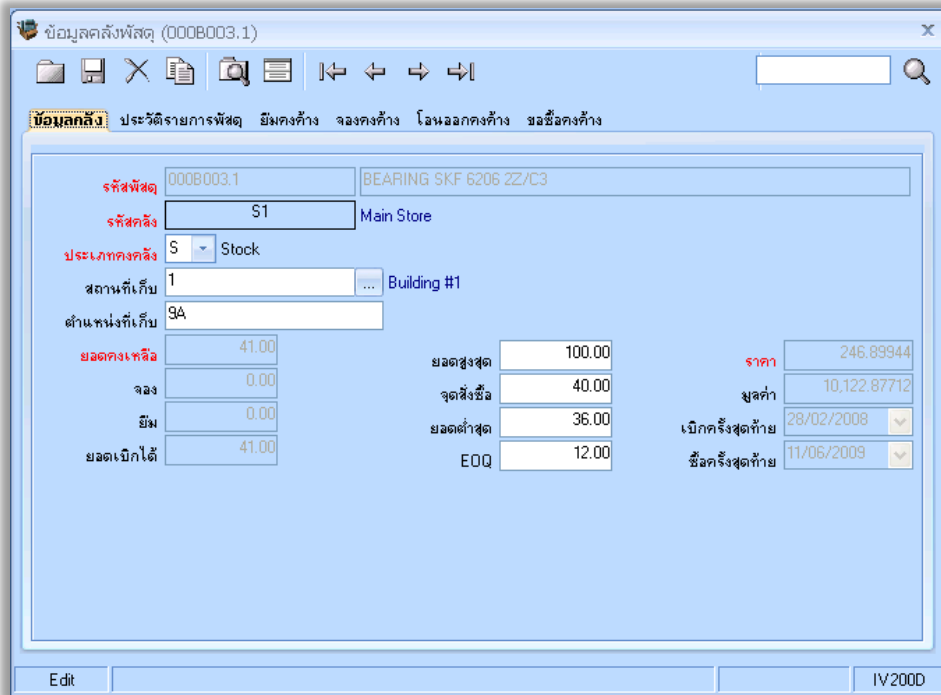 ข้อมูลคลังพัสดุ (000B003.1)
ข้อมูลคลัง ประวัติรายการพัสดุ ยืมคงค้าง จองคงค้าง โอนออกคงค้าง ขอซื้อคงค้าง
รหัสพัสดุ 000B003.1 BEARING SKF 6206 2Z/C3
รหัสคลัง S1 Main Store
ประเภทคงคลัง S Stock
สถานที่เก็บ 1 ... Building #1
ตำแหน่งที่เก็บ 9A
ยอดคงเหลือ 41.00 ยอดสูงสุด 100.00 ราคา 246.89944
จอง 0.00 จุดสั่งซื้อ 40.00 มูลค่า 10,122.87712
ยืม 0.00 ยอดต่ำสุด 36.00 เบิกครั้งสุดท้าย 28/02/2008
ยอดเบิกได้ 41.00 EOQ 12.00 ซื้อครั้งสุดท้าย 11/06/2009
Edit IV200D